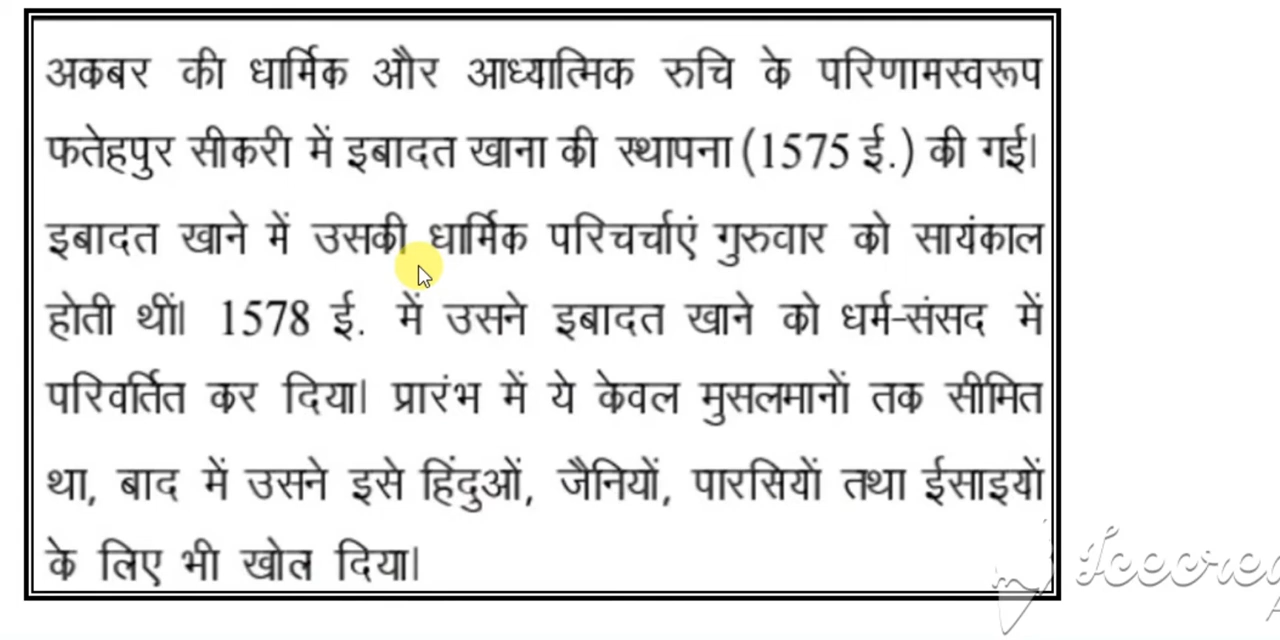 अकबर की धार्मिक और आध्यात्मिक रुचि के परिणामस्वरूप
फतेहपुर सीकरी में इबादत खाना की स्थापना (1575 ई.) की गई।
इबादत खाने में उसकी धार्मिक परिचर्चाएं गुरुवार को सायंकाल
होती थीं। 1578 ई. में उसने इबादत खाने को धर्म-संसद में
परिवर्तित कर दिया। प्रारंभ में ये केवल मुसलमानों तक सीमित
था, बाद में उसने इसे हिंदुओं, जैनियों, पारसियों तथा ईसाइयों
के लिए भी खोल दिया।